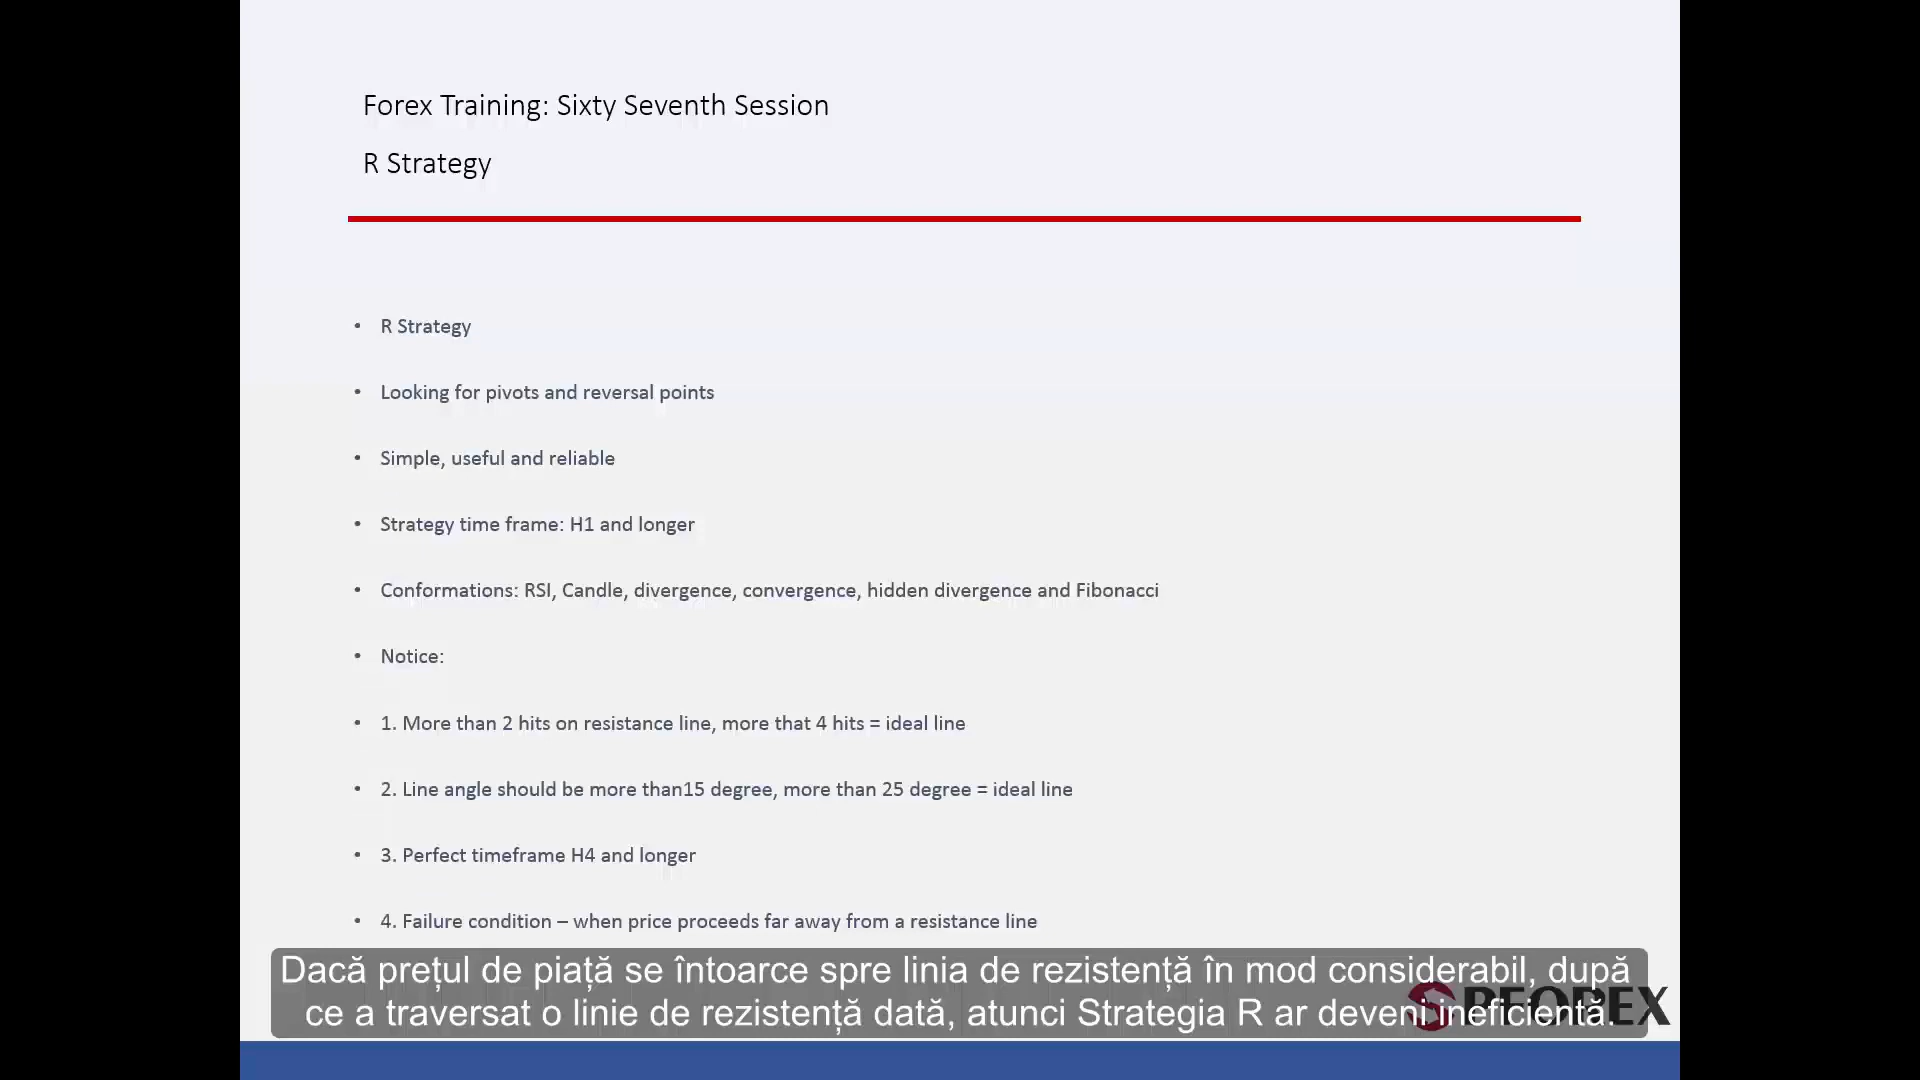 Forex Training: Sixty Seventh Session
R Strategy
• R Strategy
• Looking for pivots and reversal points
• Simple, useful and reliable
• Strategy time frame: H1 and longer
• Conformations: RSI, Candle, divergence, convergence, hidden divergence and Fibonacci
• Notice:
• 1. More than 2 hits on resistance line, more that 4 hits = ideal line
• 2. Line angle should be more than15 degree, more than 25 degree = ideal line
• 3. Perfect timeframe H4 and longer
• 4. Failure condition – when price proceeds far away from a resistance line
Dacă prețul de piață se întoarce spre linia de rezistență în mod considerabil, după
ce a traversat o linie de rezistență dată, atunci Strategia R ar deveni ineficientă.